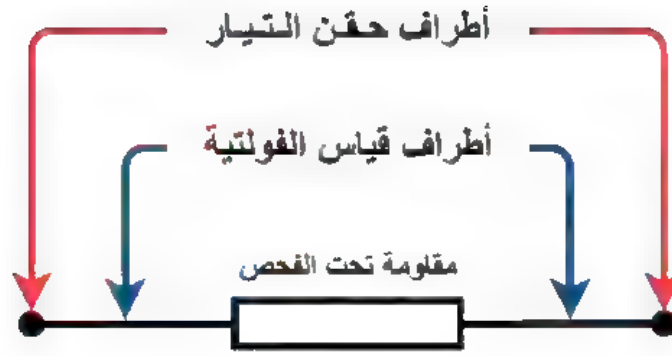 أطراف حقن التيار
أطراف قياس الفولتية
مقاومة تحت الفحص